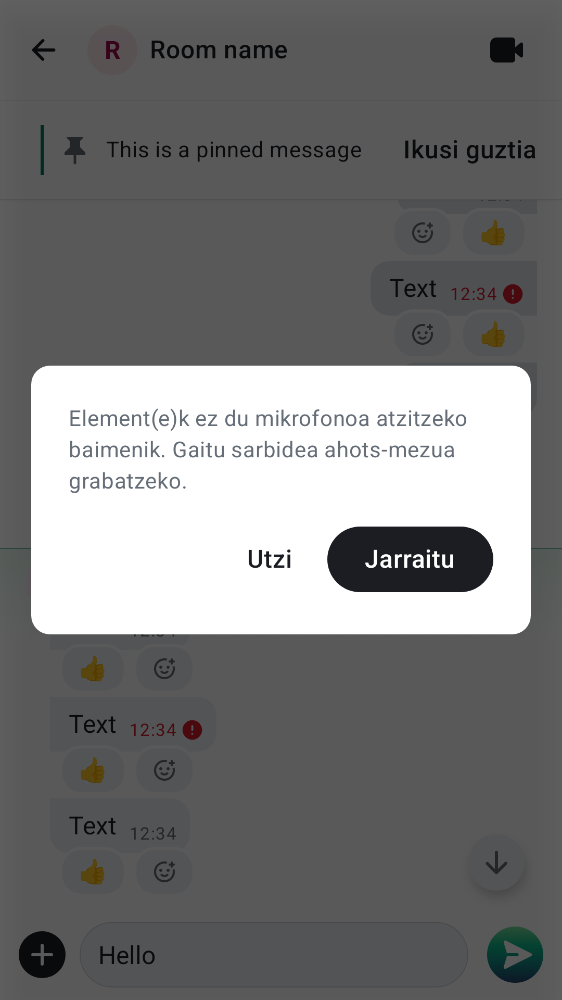 R Room name
This is a pinned message Ikusi guztia
Text 12:34
Element(e)k ez du mikrofonoa atzitzeko
baimenik. Gaitu sarbidea ahots-mezua
grabatzeko.
Utzi Jarraitu
Text 12:34
Text 12:34
Hello